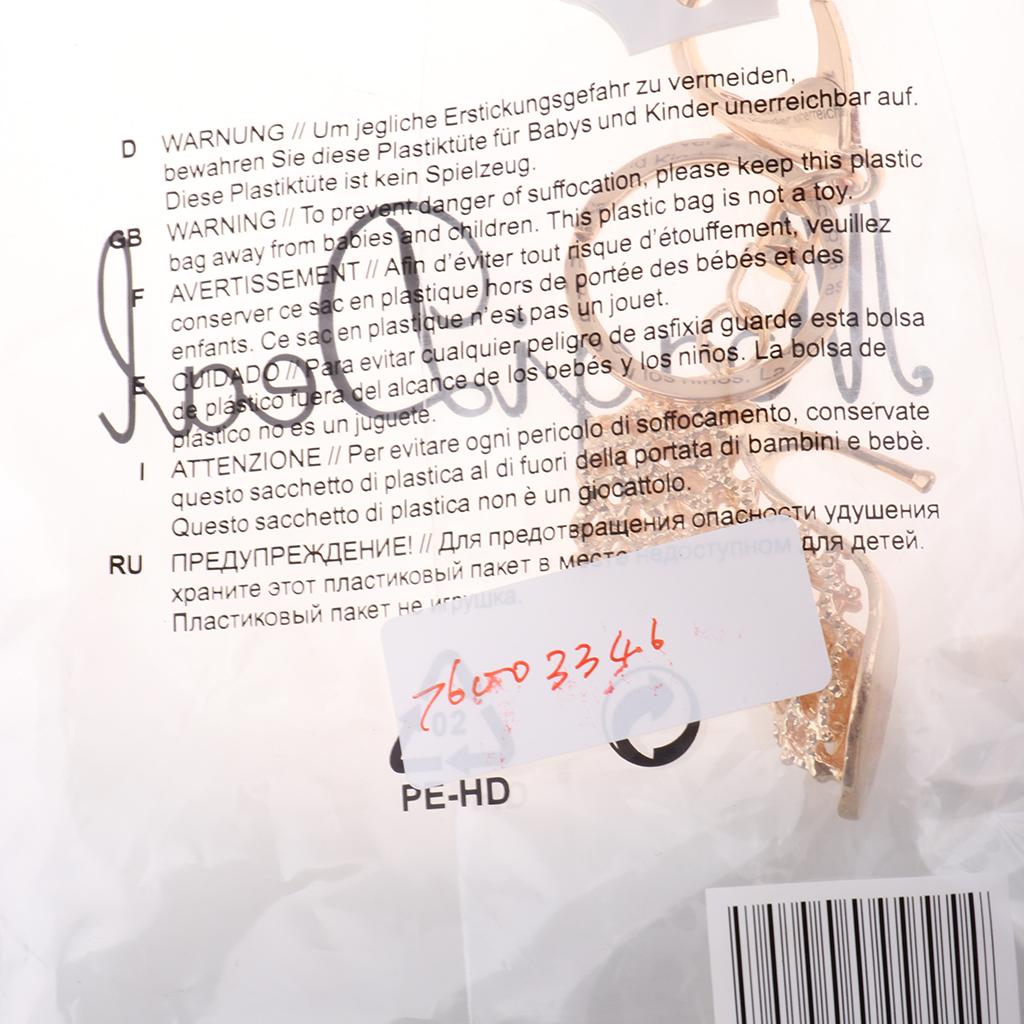 D WARNUNG // Um jegliche Erstickungsgefahr zu vermeiden,
bewahren Sie diese Plastiktüte für Babys und Kinder unerreichbar auf.
Diese Plastiktüte ist kein Spielzeug.
GB WARNING // To prevent danger of suffocation, please keep this plastic
bag away from babies and children. This plastic bag is not a toy.
F AVERTISSEMENT // Afin d'éviter tout risque d'étouffement, veuillez
conserver ce sac en plastique hors de portée des bébés et des
enfants. Ce sac en plastique n'est pas un jouet.
E CUIDADO // Para evitar cualquier peligro de asfixia guarde esta bolsa
de plástico fuera del alcance de los bebés y los niños. La bolsa de
plástico no es un juguete.
I ATTENZIONE // Per evitare ogni pericolo di soffocamento, conservate
questo sacchetto di plastica al di fuori della portata di bambini e bebè.
Questo sacchetto di plastica non è un giocattolo.
RU ПРЕДУПРЕЖДЕНИЕ! // Для предотвращения опасности удушения
храните этот пластиковый пакет в месте недоступном для детей.
Пластиковый пакет не игрушка.
3346
02
PE-HD